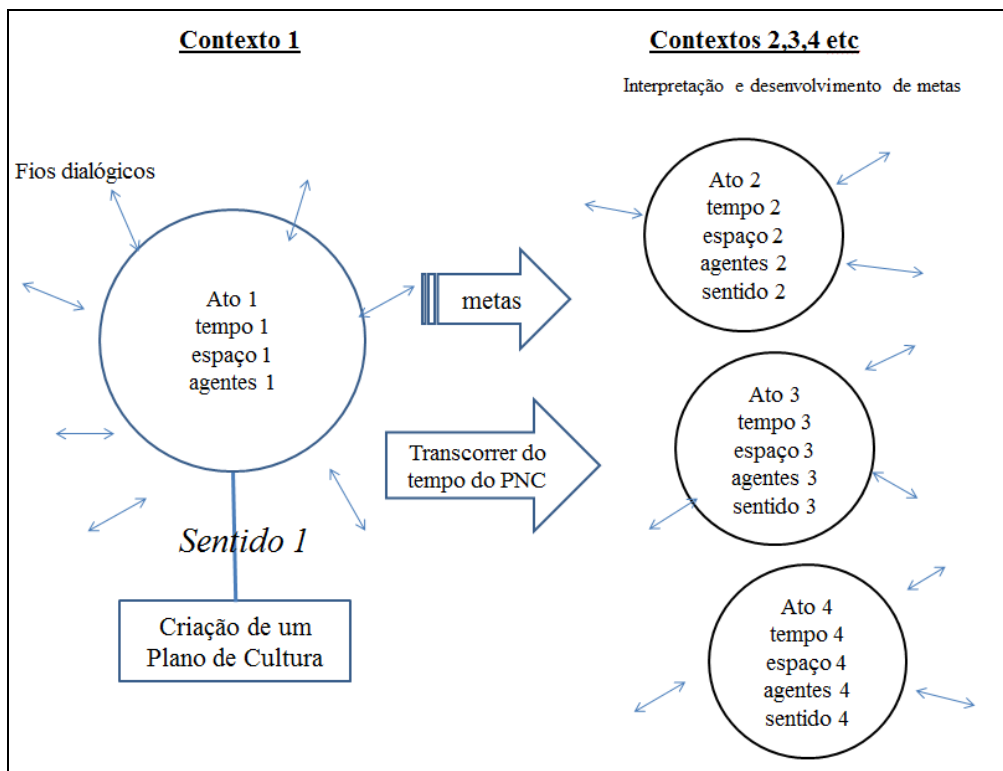 Contexto 1
Contextos 2,3,4 etc
Interpretação e desenvolvimento de metas
Fios dialógicos
Ato 1
tempo 1
espaço 1
agentes 1
Sentido 1
Criação de um
Plano de Cultura
metas
Transcorrer do
tempo do PNC
Ato 2
tempo 2
espaço 2
agentes 2
sentido 2
Ato 3
tempo 3
espaço 3
agentes 3
sentido 3
Ato 4
tempo 4
espaço 4
agentes 4
sentido 4